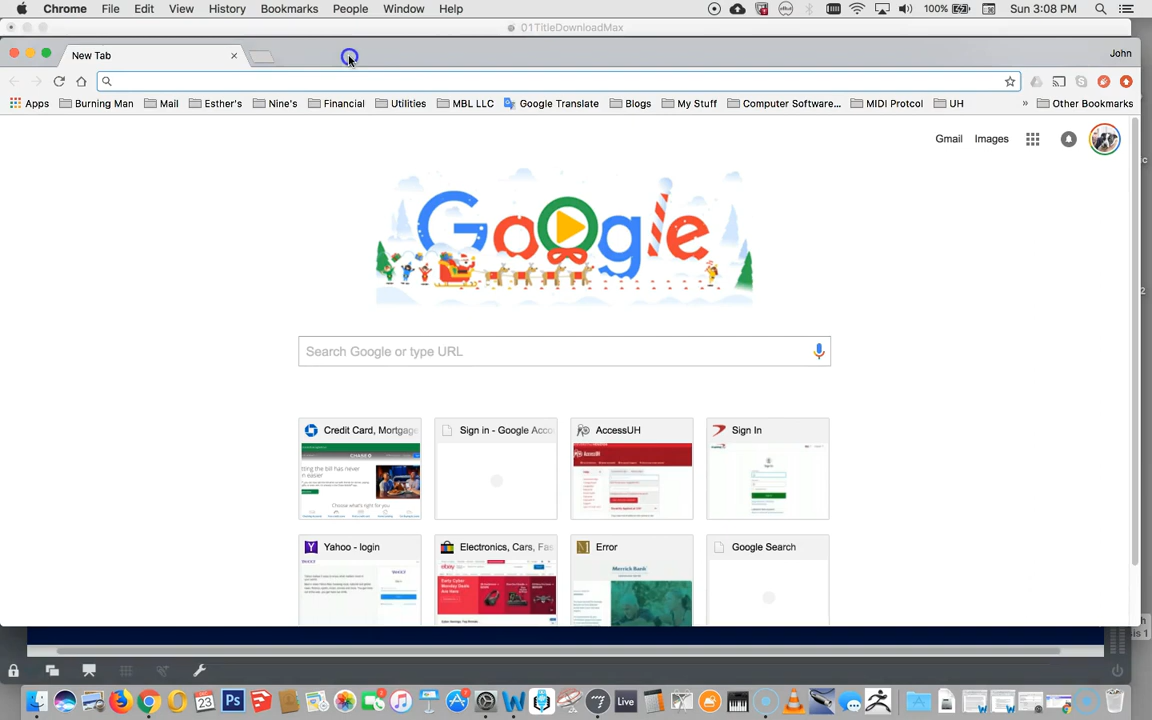 Chrome File Edit View History Bookmarks People Window Help 100% Sun 3:08 PM
01TitleDownloadMax
New Tab John
Apps Burning Man Mail Esther's Nine's Financial Utilities MBL LLC Google Translate Blogs My Stuff Computer Software... MIDI Protcol UH » Other Bookmarks
Gmail Images
Google
Search Google or type URL
Credit Card, Mortgage Sign in - Google Acco AccessUH Sign In
Yahoo - login Electronics, Cars, Fas Error Google Search
23 Ps Live